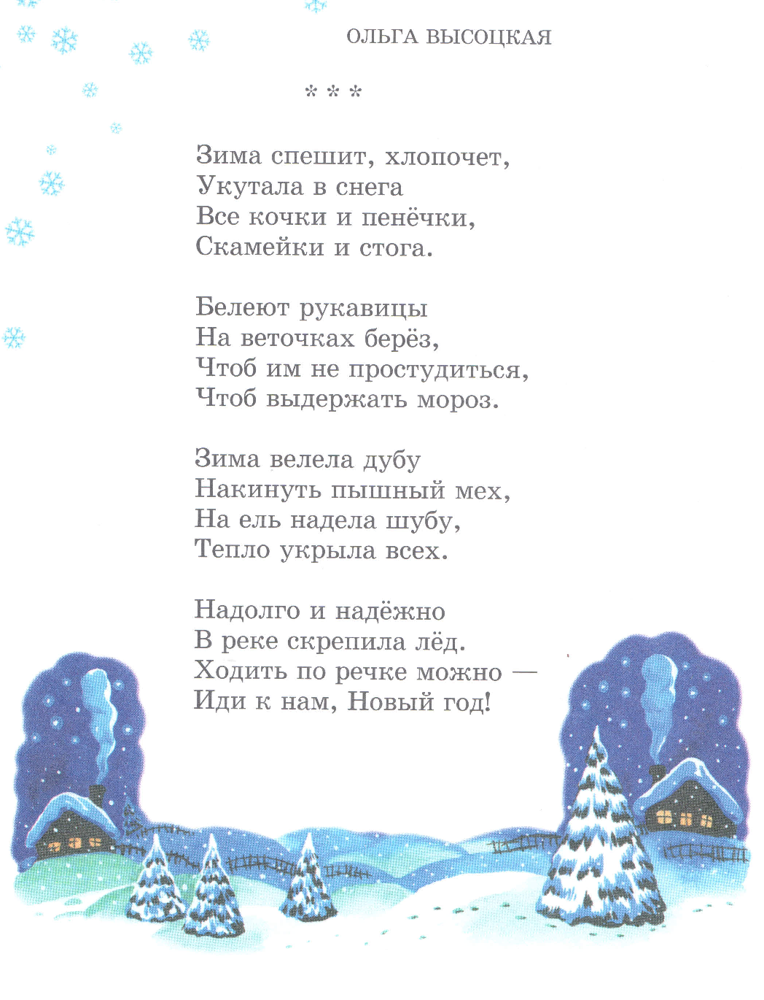 ОЛЬГА ВЫСОЦКАЯ
* * *
Зима спешит, хлопочет,
Укутала в снега
Все кочки и пенёчки,
Скамейки и стога.
Белеют рукавицы
На веточках берёз,
Чтоб им не простудиться,
Чтоб выдержать мороз.
Зима велела дубу
Накинуть пышный мех,
На ель надела шубу,
Тепло укрыла всех.
Надолго и надёжно
В реке скрепила лёд.
Ходить по речке можно —
Иди к нам, Новый год!